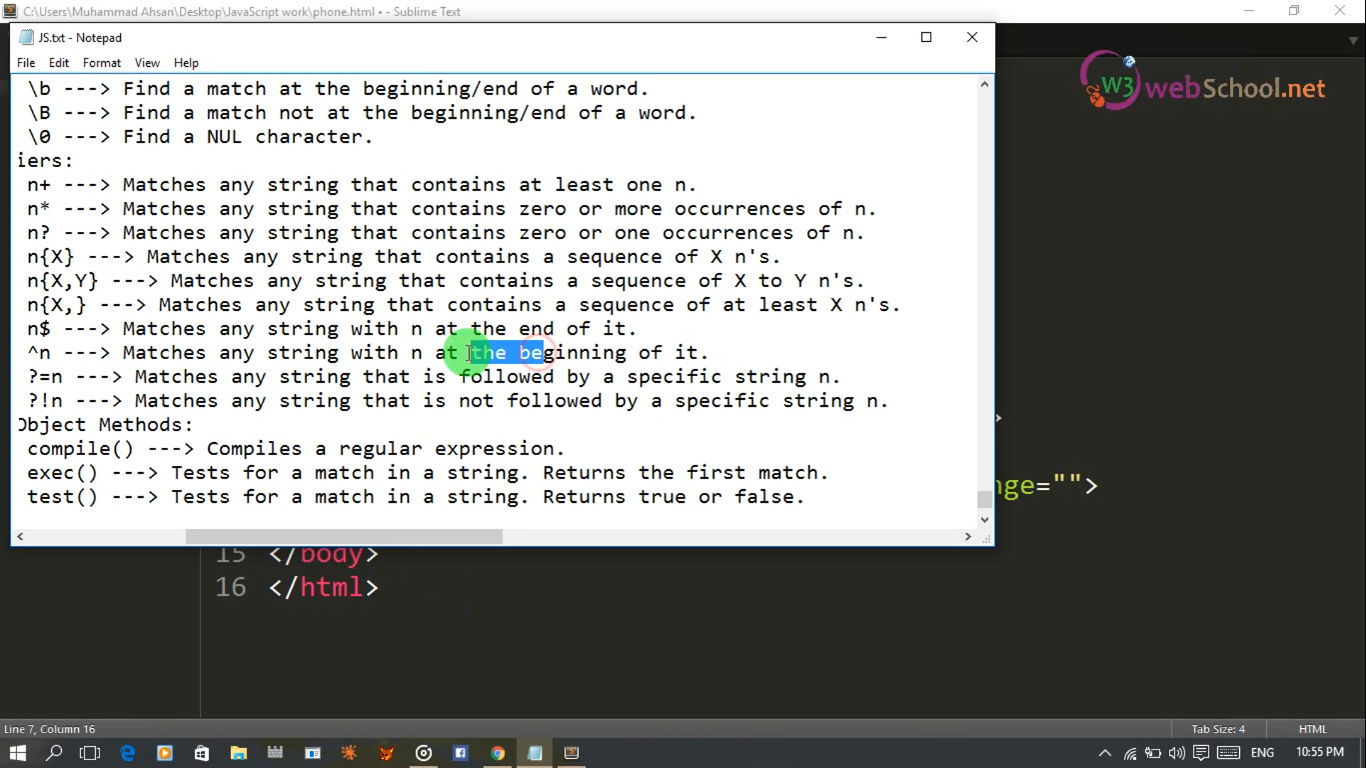 C:\Users\Muhammad Ahsan\Desktop\JavaScript work\phone.html • - Sublime Text
JS.txt - Notepad
File Edit Format View Help
W3webSchool.net
\b ---> Find a match at the beginning/end of a word.
\B ---> Find a match not at the beginning/end of a word.
\0 ---> Find a NUL character.
iers:
n+ ---> Matches any string that contains at least one n.
n* ---> Matches any string that contains zero or more occurrences of n.
n? ---> Matches any string that contains zero or one occurrences of n.
n{X} ---> Matches any string that contains a sequence of X n's.
n{X,Y} ---> Matches any string that contains a sequence of X to Y n's.
n{X,} ---> Matches any string that contains a sequence of at least X n's.
n$ ---> Matches any string with n at the end of it.
^n ---> Matches any string with n at the beginning of it.
?=n ---> Matches any string that is followed by a specific string n.
?!n ---> Matches any string that is not followed by a specific string n.
Object Methods:
compile() ---> Compiles a regular expression.
exec() ---> Tests for a match in a string. Returns the first match.
test() ---> Tests for a match in a string. Returns true or false.
>
nge="">
15 </body>
16 </html>
Line 7, Column 16 Tab Size: 4 HTML
ENG 10:55 PM